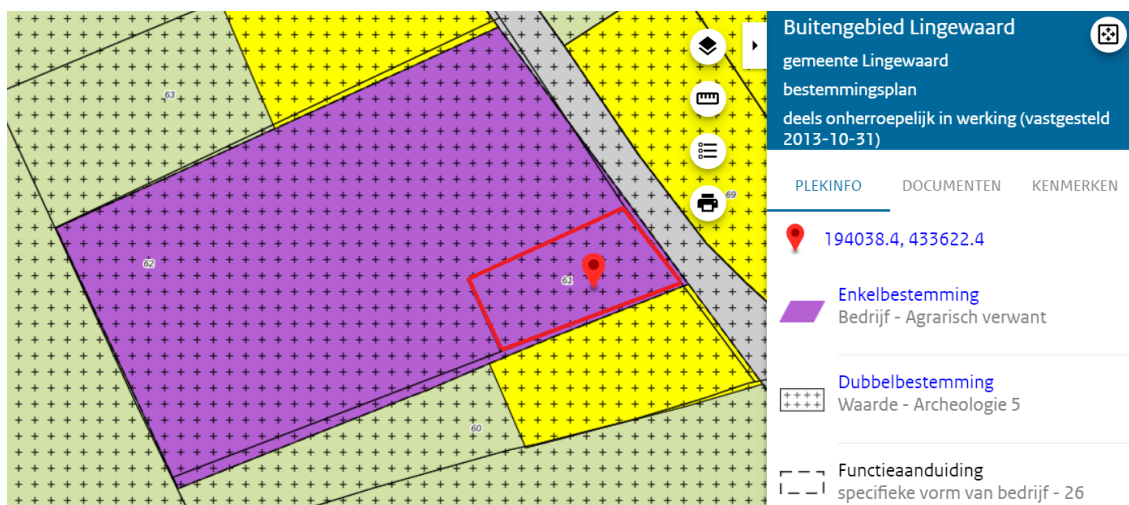 Buitengebied Lingewaard
gemeente Lingewaard
bestemmingsplan
deels onherroepelijk in werking (vastgesteld
2013-10-31)
PLEKINFO DOCUMENTEN KENMERKEN
194038.4, 433622.4
Enkelbestemming
Bedrijf - Agrarisch verwant
Dubbelbestemming
Waarde - Archeologie 5
Functieaanduiding
specifieke vorm van bedrijf - 26
63
69
62
61
60